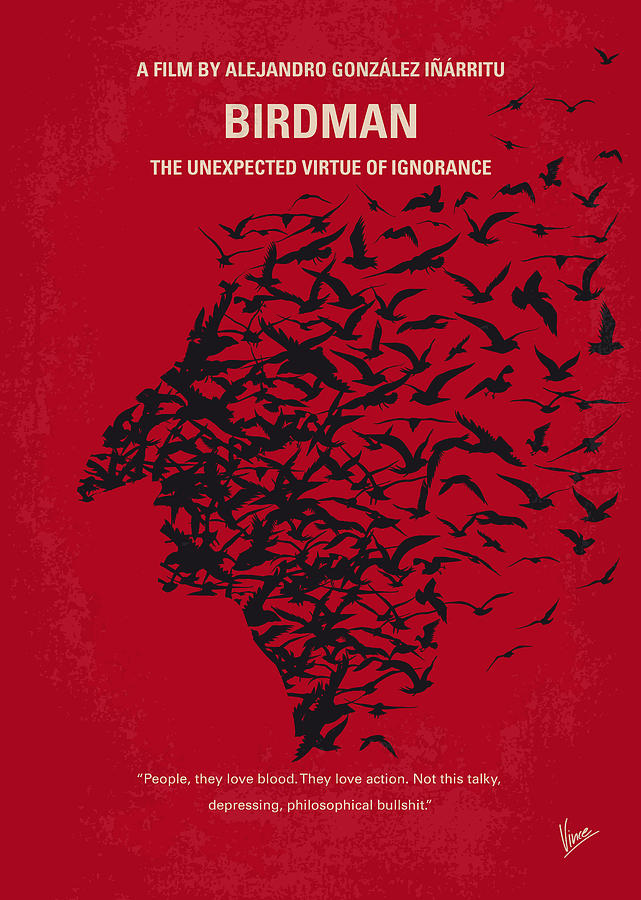 A FILM BY ALEJANDRO GONZÁLEZ IÑÁRRITU
BIRDMAN
THE UNEXPECTED VIRTUE OF IGNORANCE
“People, they love blood. They love action. Not this talky,
depressing, philosophical bullshit.”
Vince